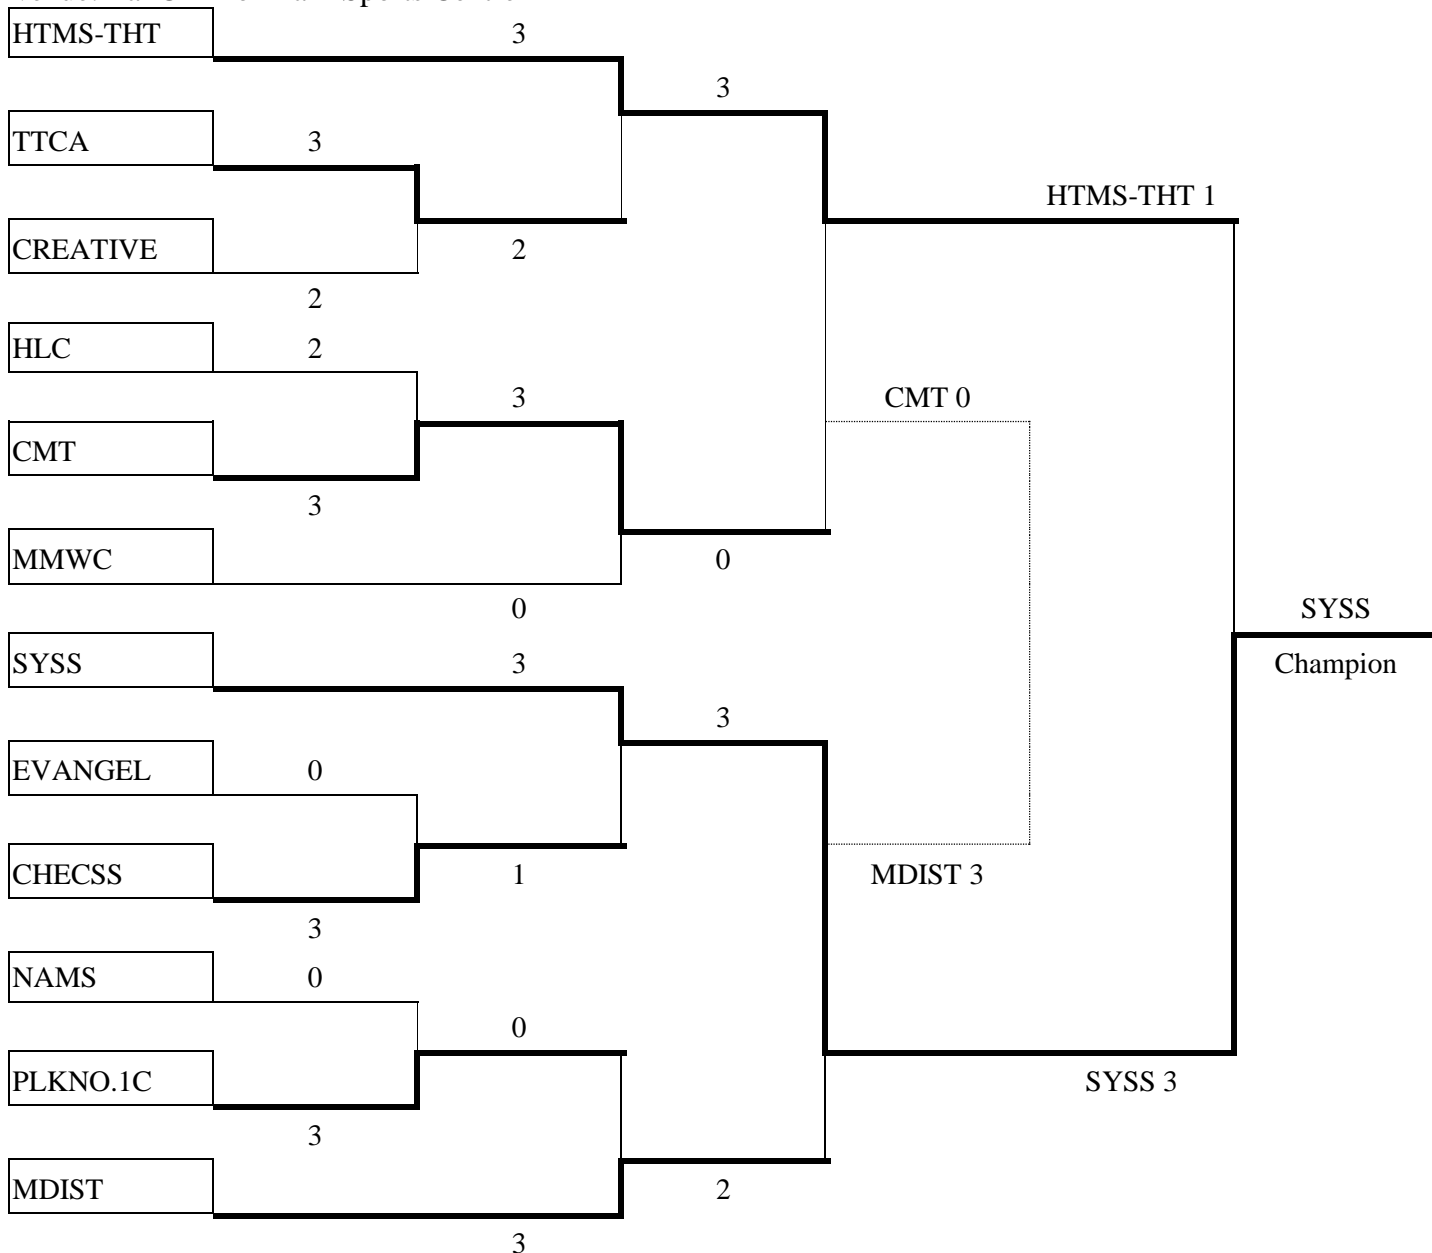 HTMS-THT 3
3
TTCA 3
HTMS-THT 1
CREATIVE 2
2
HLC 2
3 CMT 0
CMT
3
MMWC 0
0 SYSS
SYSS 3 Champion
3
EVANGEL 0
CHECSS 1 MDIST 3
3
NAMS 0
0
PLKNO.1C SYSS 3
3
MDIST 2
3